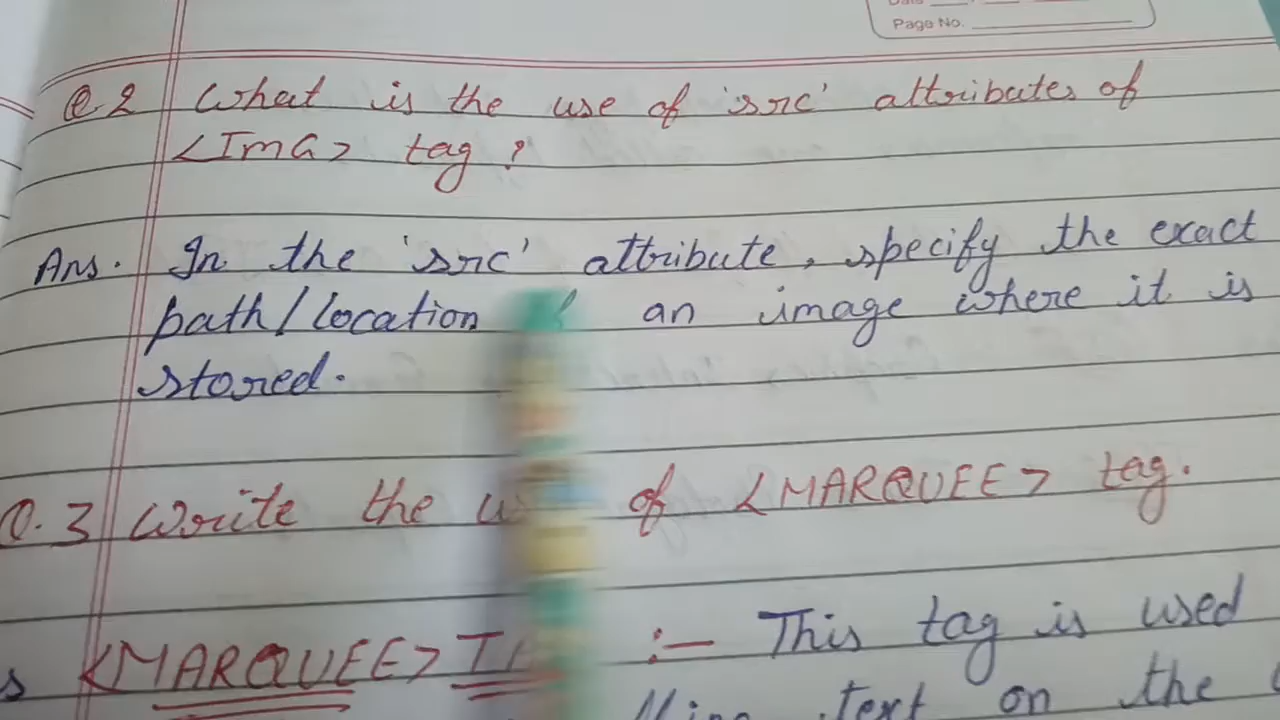 Page No.
Q.2 What is the use of 'src' attributes of
<ImG> tag ?
Ans. In the 'src' attribute, specify the exact
path/location an image where it is
stored.
Q.3 Write the of <MARQUEE> tag.
<MARQUEE> :- This tag is used
text on the